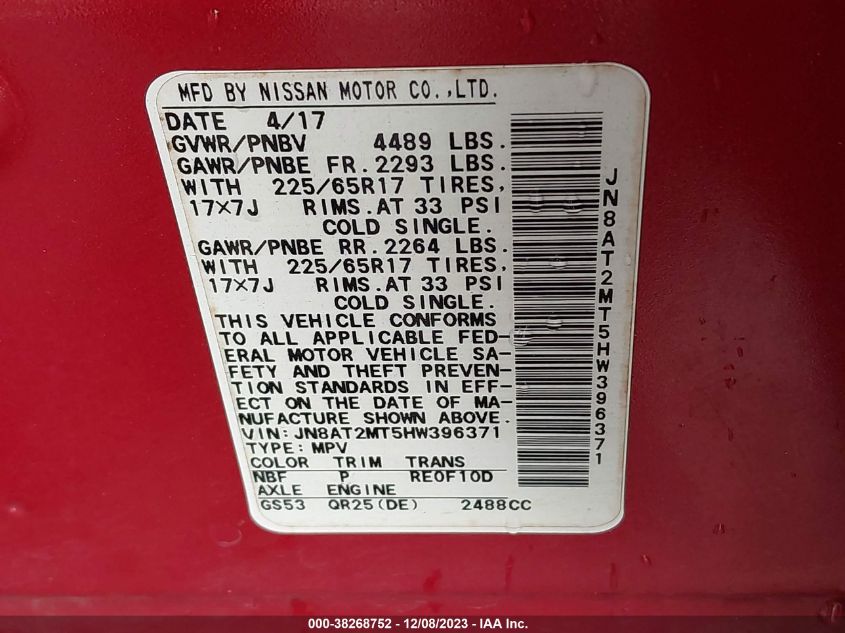 MFD BY NISSAN MOTOR CO.,LTD.
DATE 4/17
GVWR/PNBV 4489 LBS.
GAWR/PNBE FR.2293 LBS.
WITH 225/65R17 TIRES,
17×7J RIMS.AT 33 PSI
COLD SINGLE.
GAWR/PNBE RR.2264 LBS.
WITH 225/65R17 TIRES,
17×7J RIMS.AT 33 PSI
COLD SINGLE.
THIS VEHICLE CONFORMS
TO ALL APPLICABLE FED-
ERAL MOTOR VEHICLE SA-
FETY AND THEFT PREVEN-
TION STANDARDS IN EFF-
ECT ON THE DATE OF MA-
NUFACTURE SHOWN ABOVE.
VIN:JN8AT2MT5HW396371
TYPE:MPV
COLOR TRIM TRANS
NBF P RE0F10D
AXLE ENGINE
GS53 QR25(DE) 2488CC
JN8AT2MT5HW396371
000-38268752 - 12/08/2023 - IAA Inc.